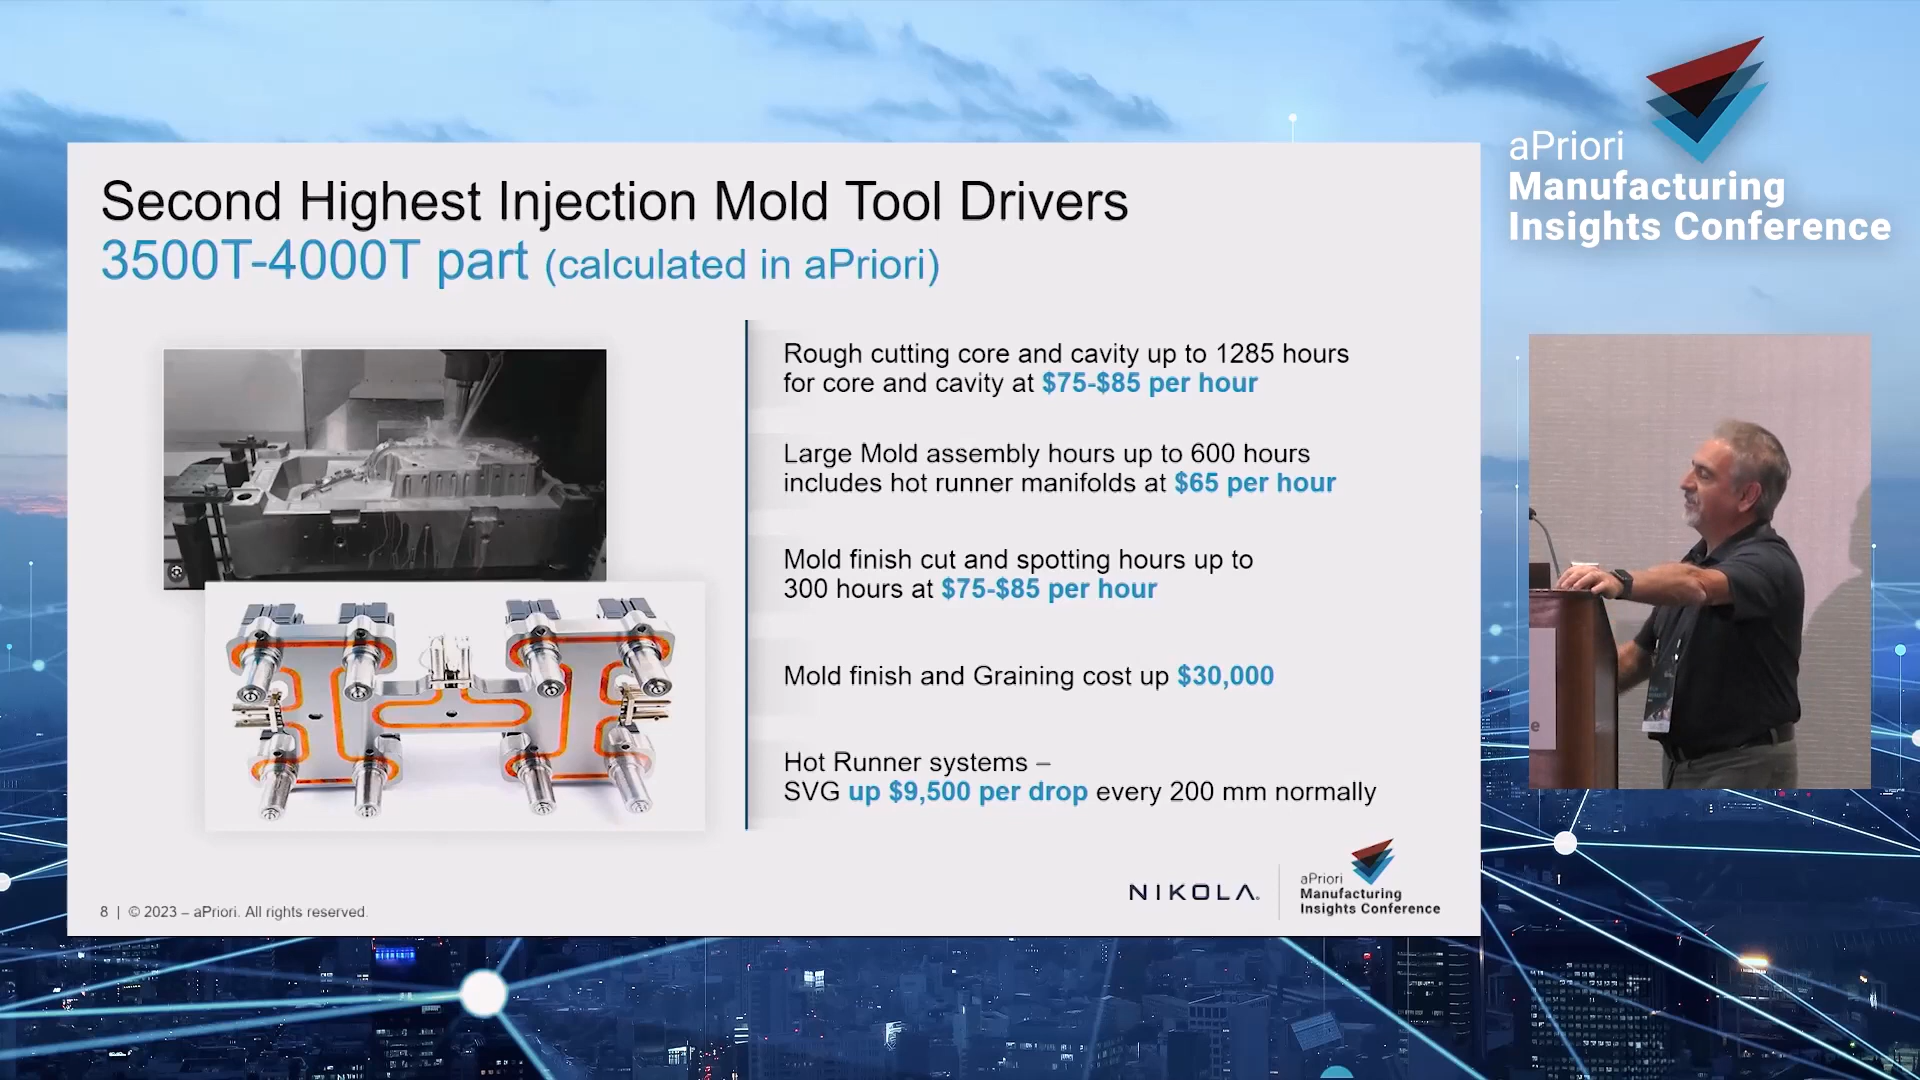 aPriori
Manufacturing
Insights Conference
Second Highest Injection Mold Tool Drivers
3500T-4000T part (calculated in aPriori)
Rough cutting core and cavity up to 1285 hours
for core and cavity at $75-$85 per hour
Large Mold assembly hours up to 600 hours
includes hot runner manifolds at $65 per hour
Mold finish cut and spotting hours up to
300 hours at $75-$85 per hour
Mold finish and Graining cost up $30,000
Hot Runner systems –
SVG up $9,500 per drop every 200 mm normally
e
8 | © 2023 – aPriori. All rights reserved.
NIKOLA
aPriori
Manufacturing
Insights Conference